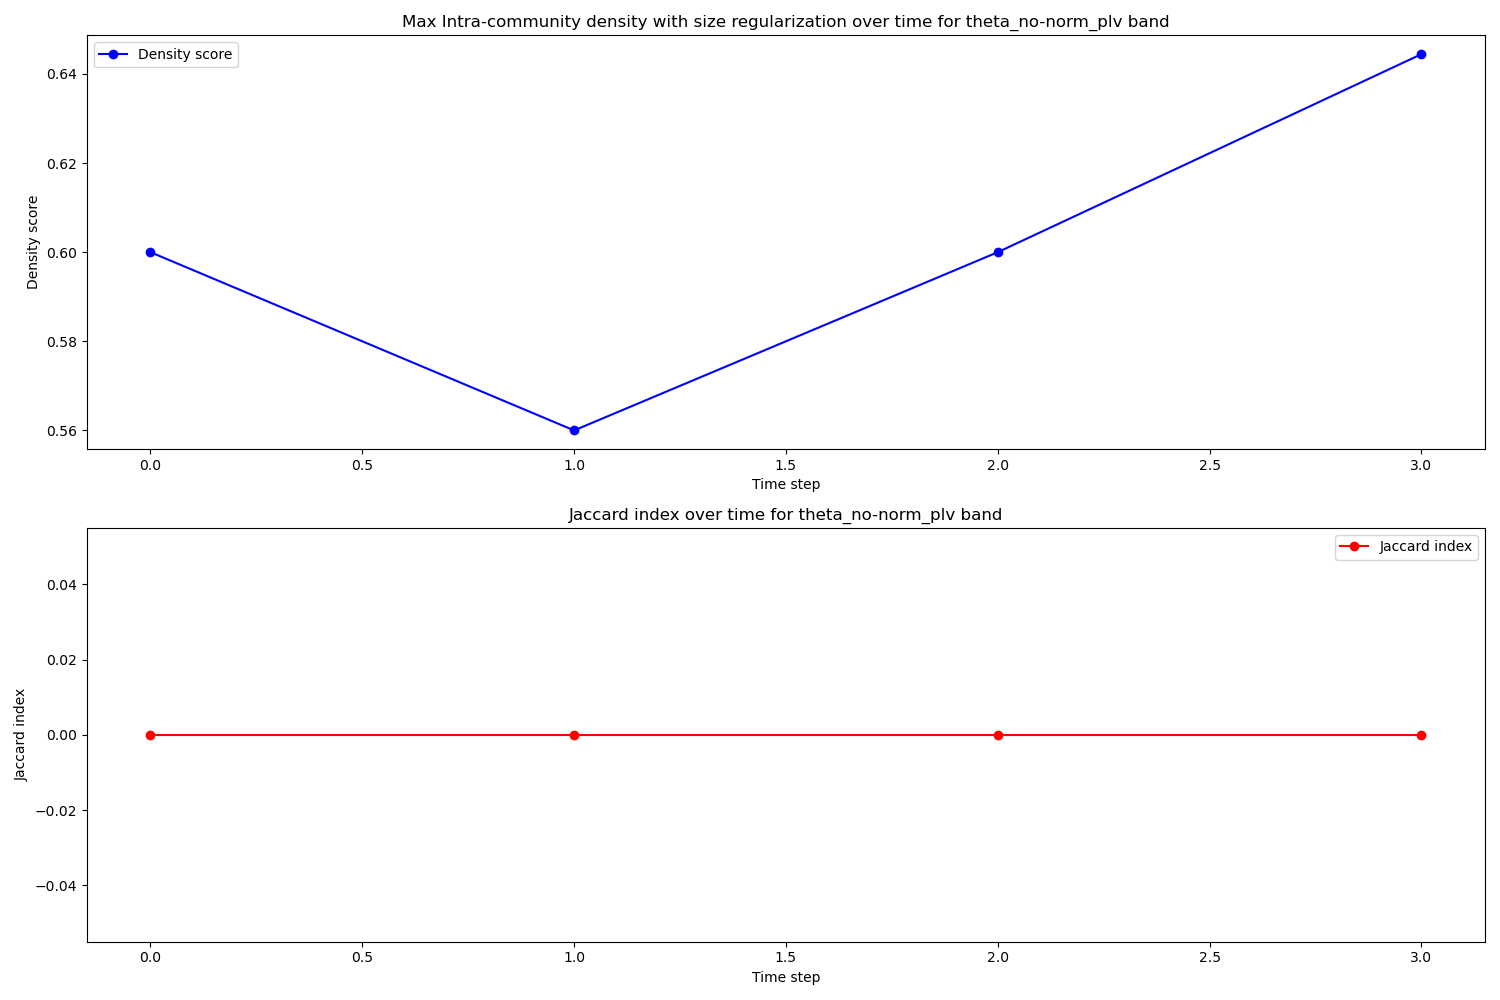 Max Intra-community density with size regularization over time for theta_no-norm_plv band
Density score
0.64
0.62
0.60
0.58
0.56
Density score
0.0 0.5 1.0 1.5 2.0 2.5 3.0
Time step
Jaccard index over time for theta_no-norm_plv band
Jaccard index
0.04
0.02
0.00
−0.02
−0.04
Jaccard index
0.0 0.5 1.0 1.5 2.0 2.5 3.0
Time step